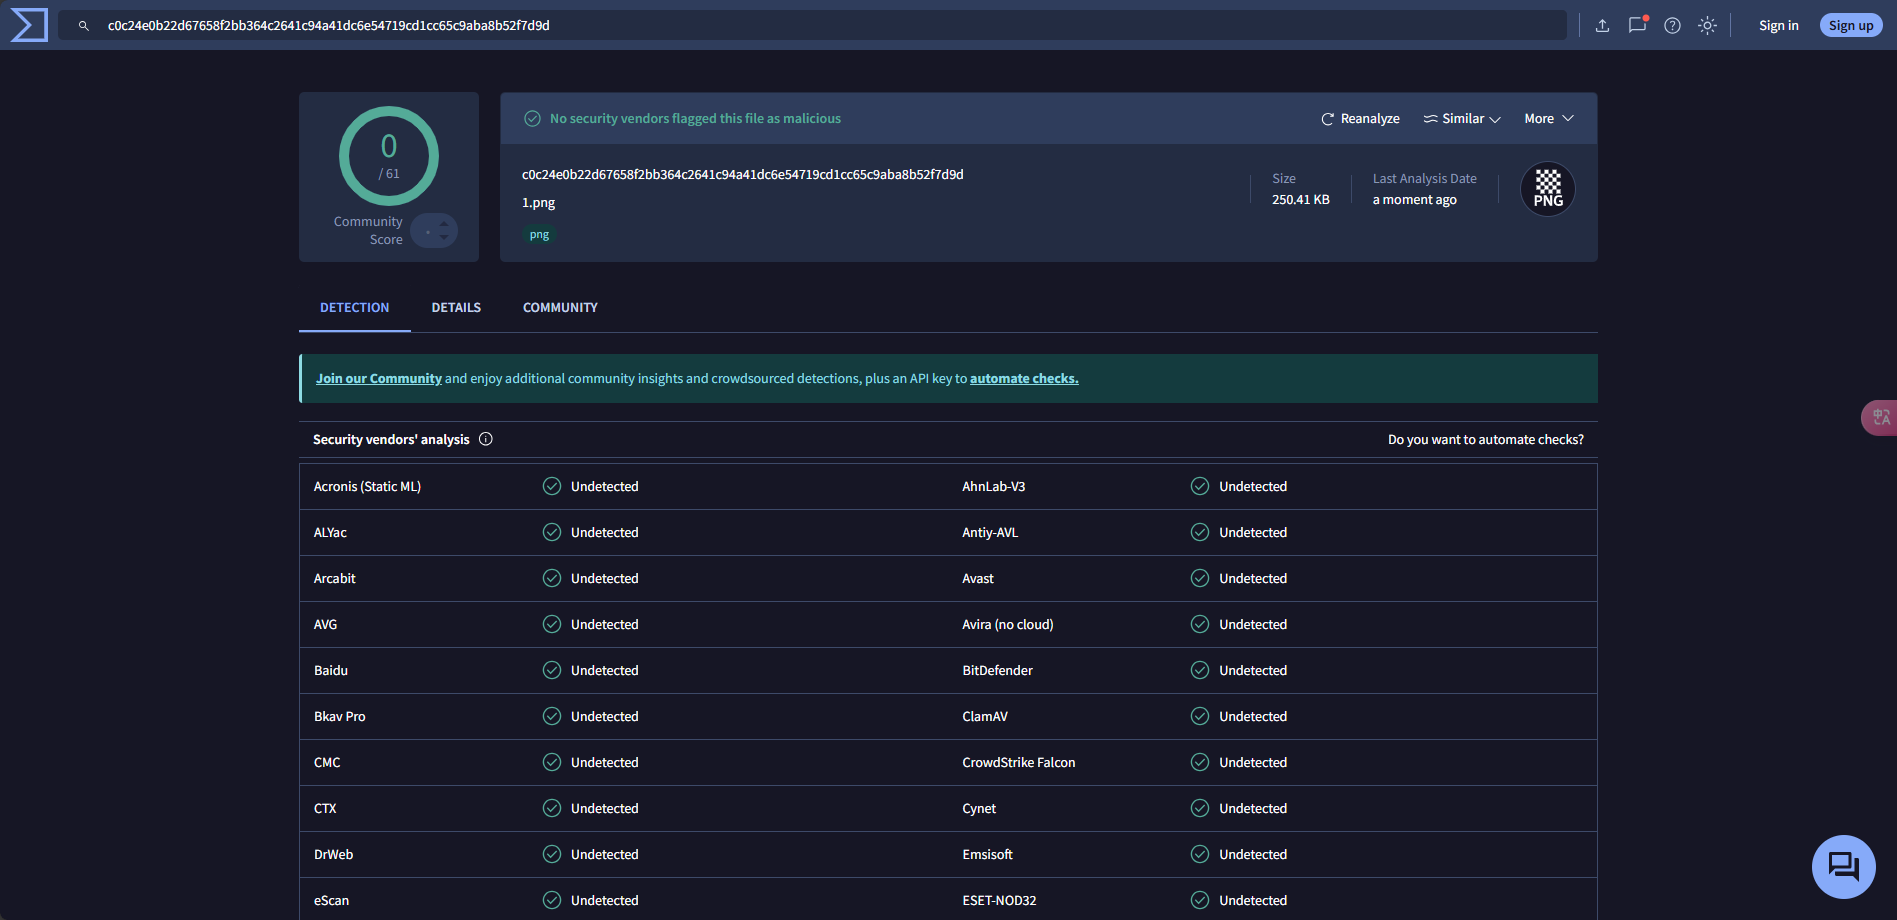 c0c24e0b22d67658f2bb364c2641c94a41dc6e54719cd1cc65c9aba8b52f7d9d
Sign in
Sign up
0
/ 61
Community
Score
No security vendors flagged this file as malicious
Reanalyze
Similar
More
c0c24e0b22d67658f2bb364c2641c94a41dc6e54719cd1cc65c9aba8b52f7d9d
1.png
png
Size
250.41 KB
Last Analysis Date
a moment ago
PNG
DETECTION
DETAILS
COMMUNITY
Join our Community and enjoy additional community insights and crowdsourced detections, plus an API key to automate checks.
Security vendors' analysis
Do you want to automate checks?
Acronis (Static ML) Undetected AhnLab-V3 Undetected
ALYac Undetected Antiy-AVL Undetected
Arcabit Undetected Avast Undetected
AVG Undetected Avira (no cloud) Undetected
Baidu Undetected BitDefender Undetected
Bkav Pro Undetected ClamAV Undetected
CMC Undetected CrowdStrike Falcon Undetected
CTX Undetected Cynet Undetected
DrWeb Undetected Emsisoft Undetected
eScan Undetected ESET-NOD32 Undetected
中
A